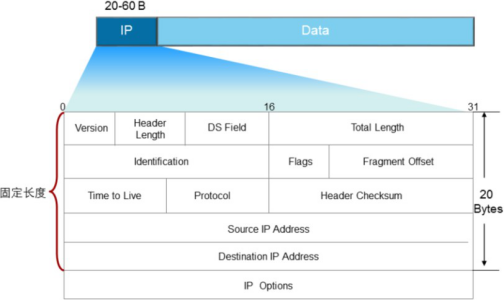 20-60 B
IP Data
0 16 31
Version Header Length DS Field Total Length
Identification Flags Fragment Offset
固定长度
Time to Live Protocol Header Checksum
20 Bytes
Source IP Address
Destination IP Address
IP Options